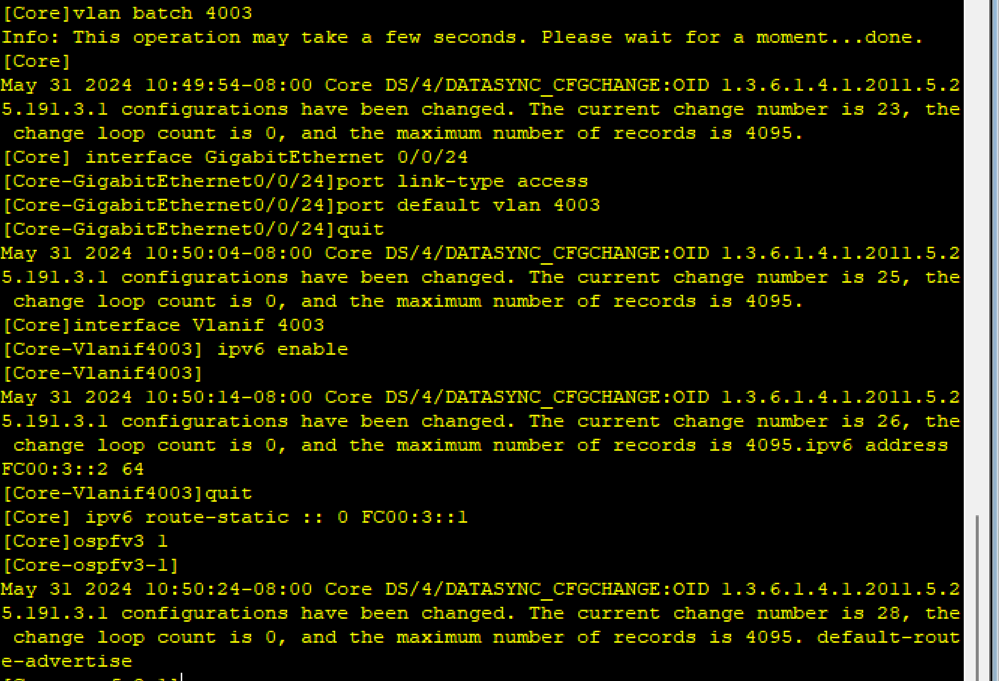 [Core]vlan batch 4003
Info: This operation may take a few seconds. Please wait for a moment...done.
[Core]
May 31 2024 10:49:54-08:00 Core DS/4/DATASYNC_CFGCHANGE:OID 1.3.6.1.4.1.2011.5.2
5.191.3.1 configurations have been changed. The current change number is 23, the
 change loop count is 0, and the maximum number of records is 4095.
[Core] interface GigabitEthernet 0/0/24
[Core-GigabitEthernet0/0/24]port link-type access
[Core-GigabitEthernet0/0/24]port default vlan 4003
[Core-GigabitEthernet0/0/24]quit
May 31 2024 10:50:04-08:00 Core DS/4/DATASYNC_CFGCHANGE:OID 1.3.6.1.4.1.2011.5.2
5.191.3.1 configurations have been changed. The current change number is 25, the
 change loop count is 0, and the maximum number of records is 4095.
[Core]interface Vlanif 4003
[Core-Vlanif4003] ipv6 enable
[Core-Vlanif4003]
May 31 2024 10:50:14-08:00 Core DS/4/DATASYNC_CFGCHANGE:OID 1.3.6.1.4.1.2011.5.2
5.191.3.1 configurations have been changed. The current change number is 26, the
 change loop count is 0, and the maximum number of records is 4095.ipv6 address
FC00:3::2 64
[Core-Vlanif4003]quit
[Core] ipv6 route-static :: 0 FC00:3::1
[Core]ospfv3 1
[Core-ospfv3-1]
May 31 2024 10:50:24-08:00 Core DS/4/DATASYNC_CFGCHANGE:OID 1.3.6.1.4.1.2011.5.2
5.191.3.1 configurations have been changed. The current change number is 28, the
 change loop count is 0, and the maximum number of records is 4095. default-rout
e-advertise